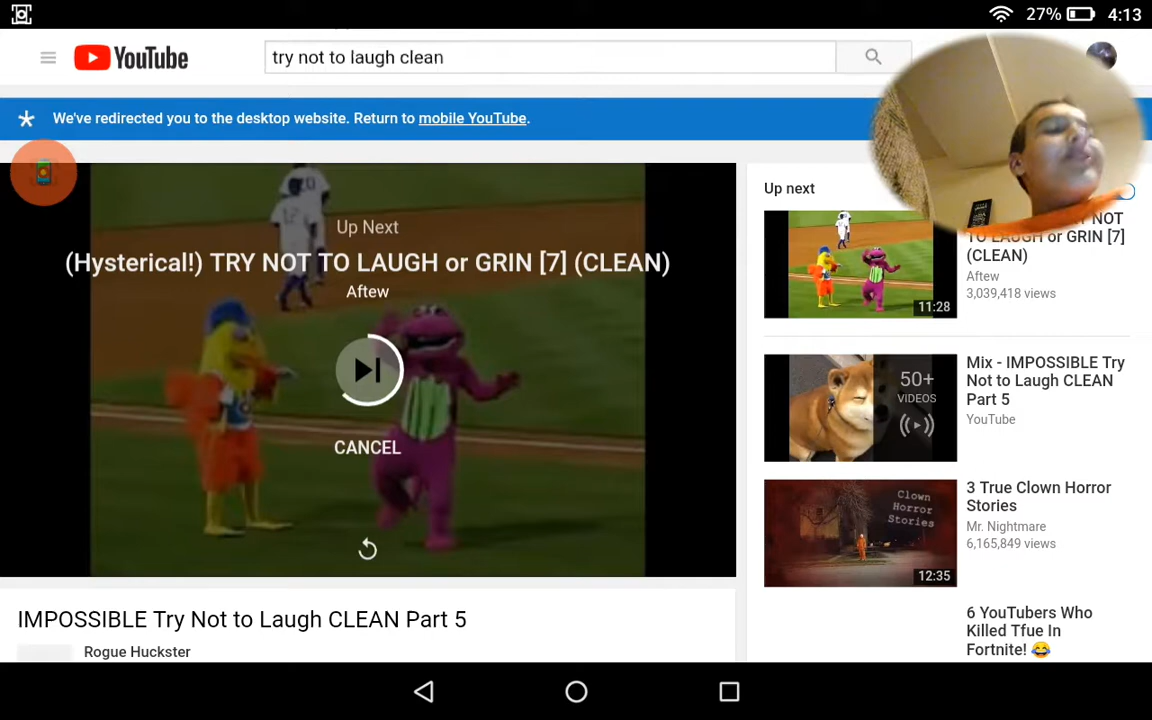 27% 4:13
YouTube
try not to laugh clean
We've redirected you to the desktop website. Return to mobile YouTube.
20
12
Up Next
(Hysterical!) TRY NOT TO LAUGH or GRIN [7] (CLEAN)
Aftew
CANCEL
IMPOSSIBLE Try Not to Laugh CLEAN Part 5
Rogue Huckster
Up next
NOT
TO LAUGH or GRIN [7]
(CLEAN)
Aftew
3,039,418 views
11:28
50+
VIDEOS
Mix - IMPOSSIBLE Try
Not to Laugh CLEAN
Part 5
YouTube
Clown
Horror
Stories
12:35
3 True Clown Horror
Stories
Mr. Nightmare
6,165,849 views
6 YouTubers Who
Killed Tfue In
Fortnite! 😂